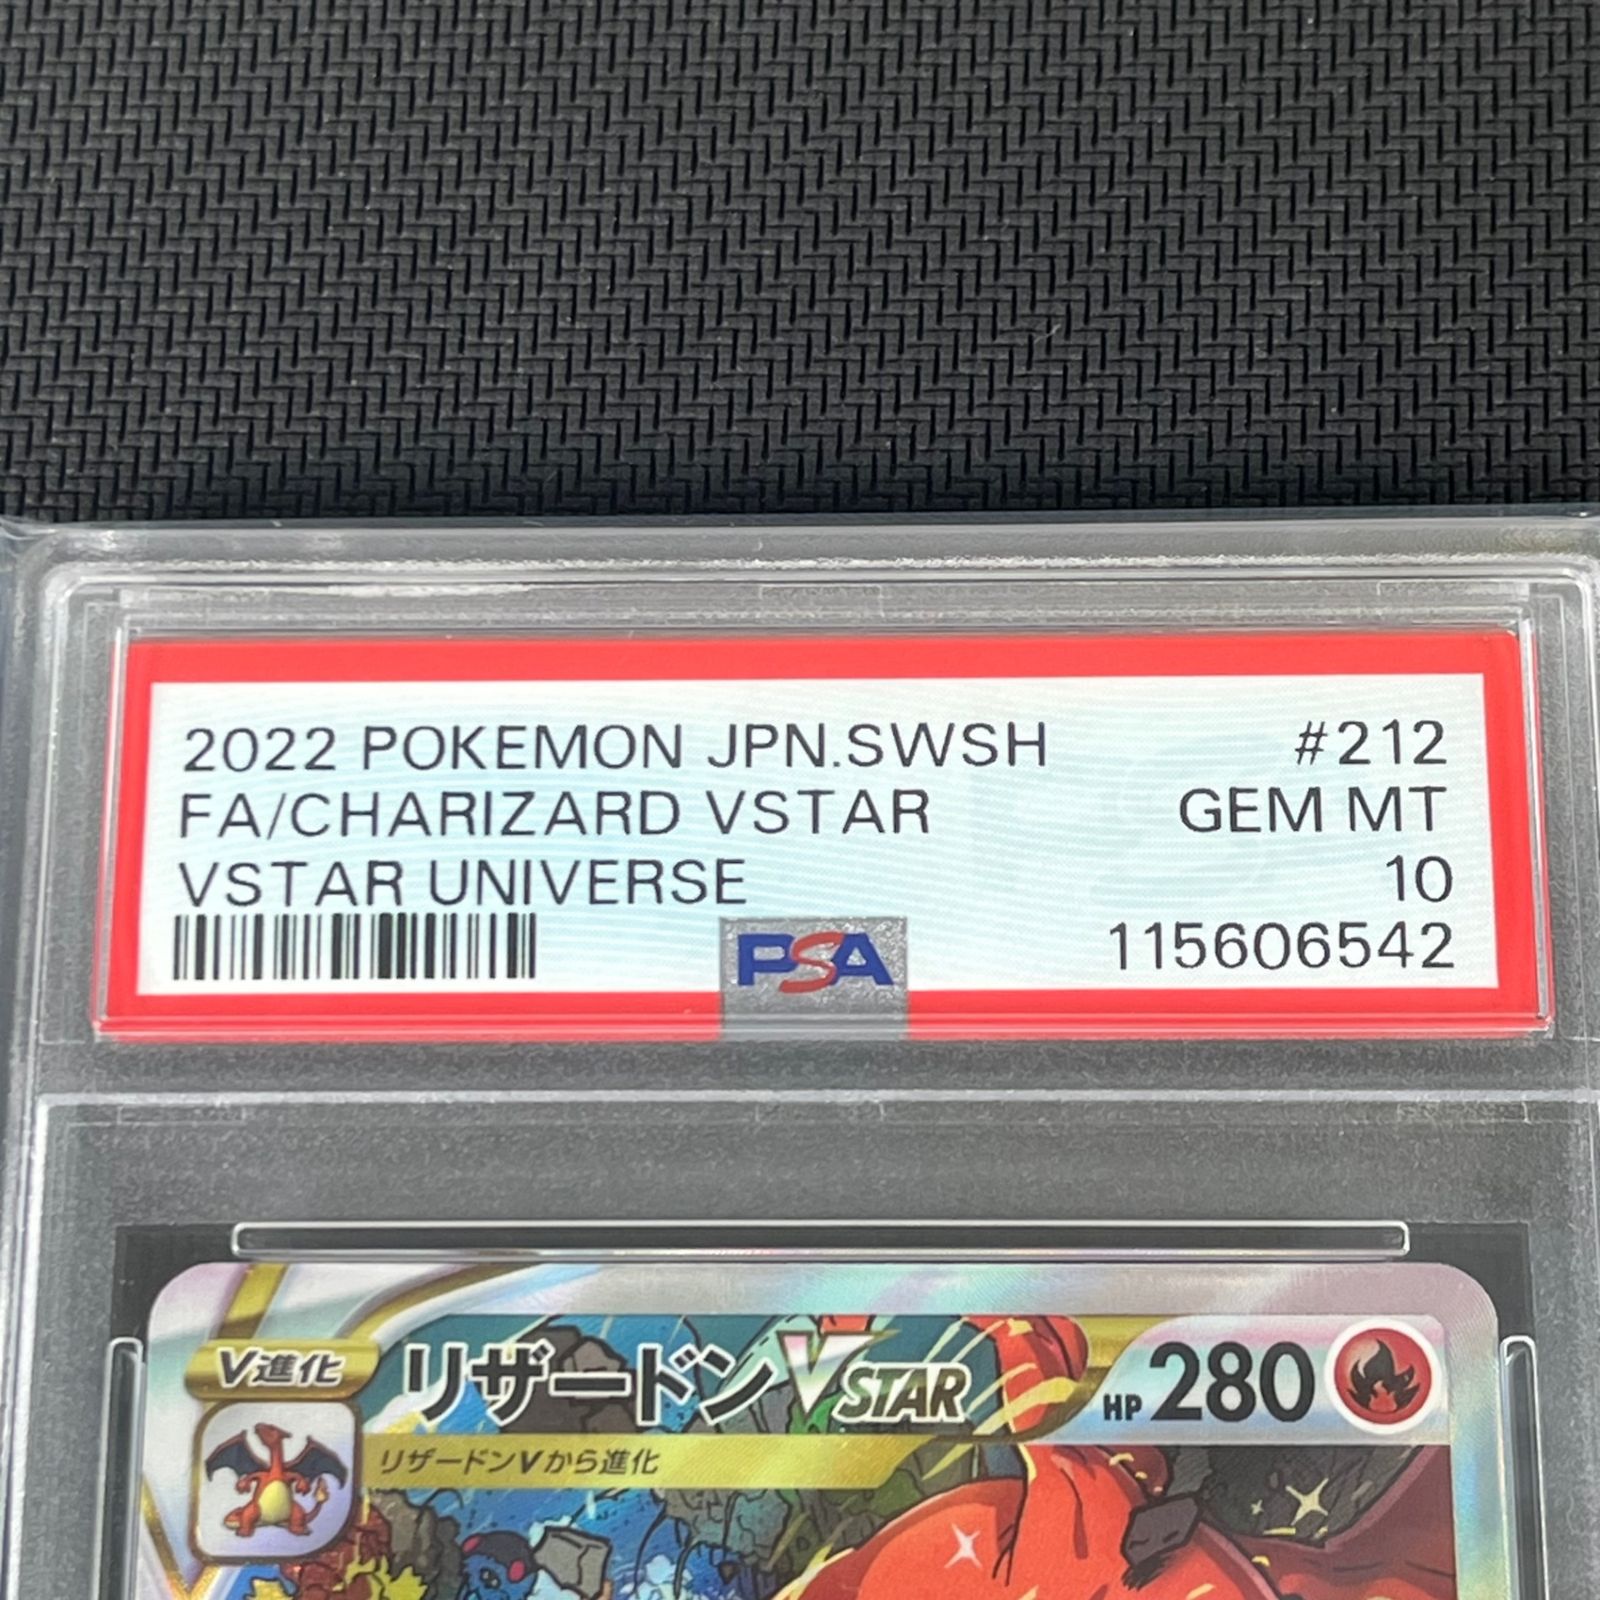 2022 POKEMON JPN.SWSH #212
FA/CHARIZARD VSTAR GEM MT
VSTAR UNIVERSE 10
PSA 115606542
V進化 リザードンVSTAR HP 280
リザードンVから進化